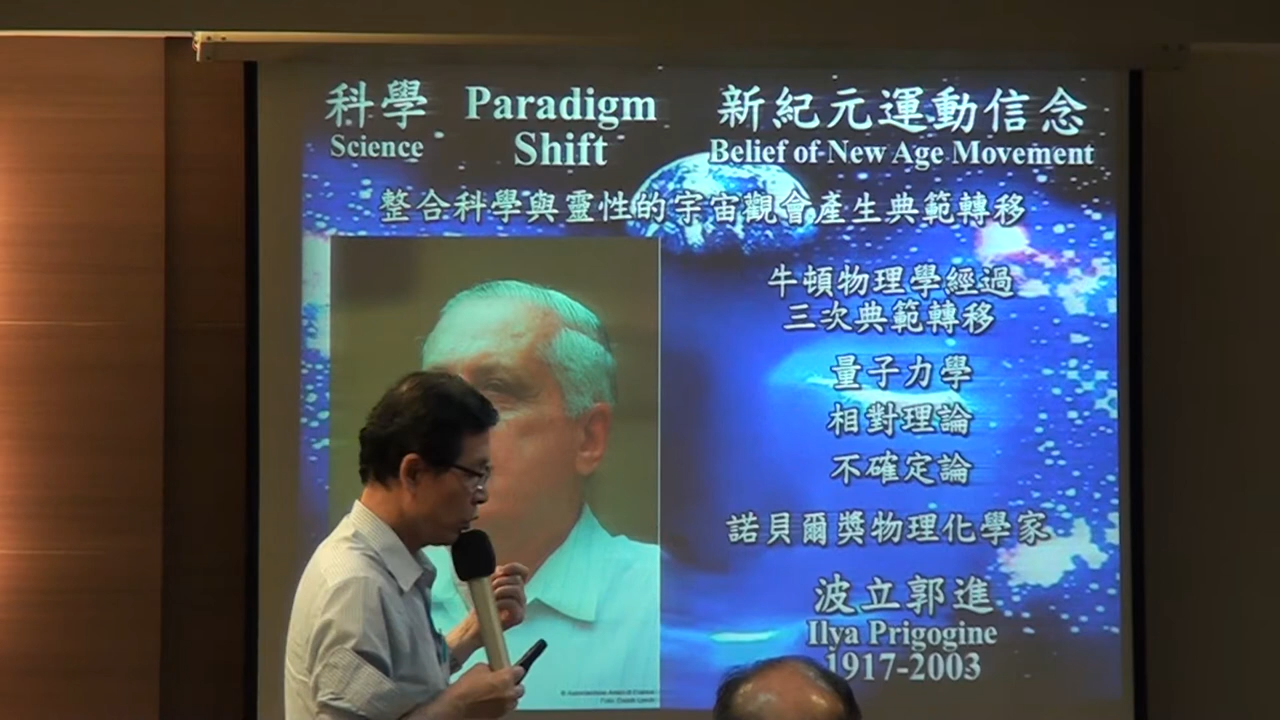 科學 Paradigm 新紀元運動信念
Science Shift Belief of New Age Movement
整合科學與靈性的宇宙觀會產生典範轉移
牛頓物理學經過
三次典範轉移
量子力學
相對理論
不確定論
諾貝爾獎物理化學家
波立郭進
Ilya Prigogine
1917-2003